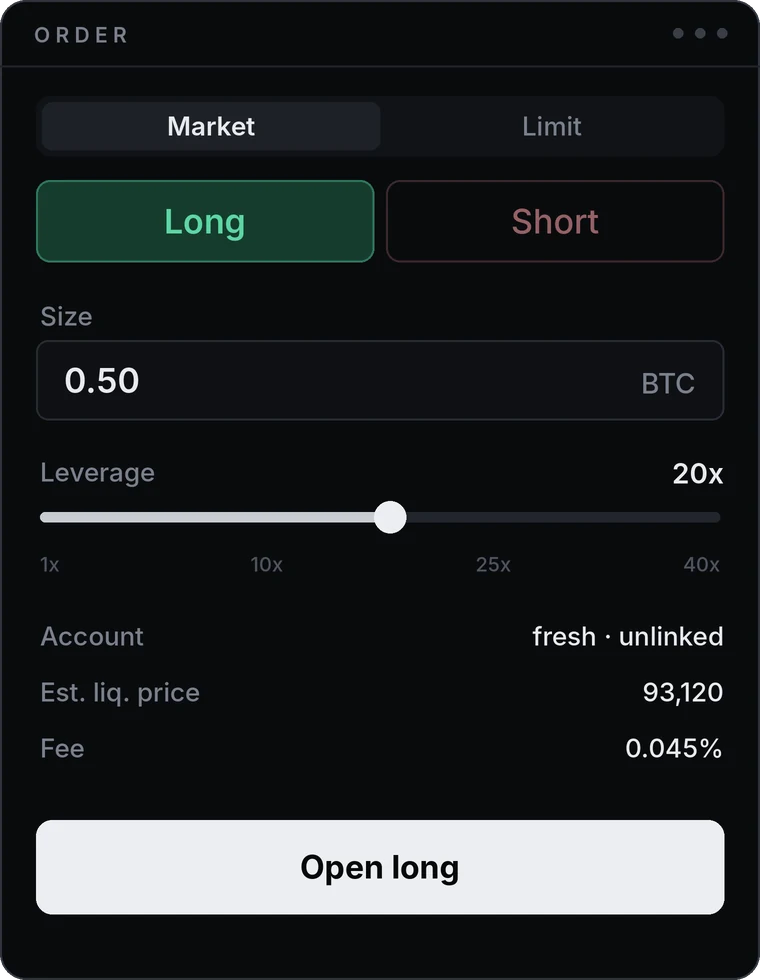 ORDER
Market Limit
Long Short
Size
0.50 BTC
Leverage 20x
1x 10x 25x 40x
Account fresh · unlinked
Est. liq. price 93,120
Fee 0.045%
Open long